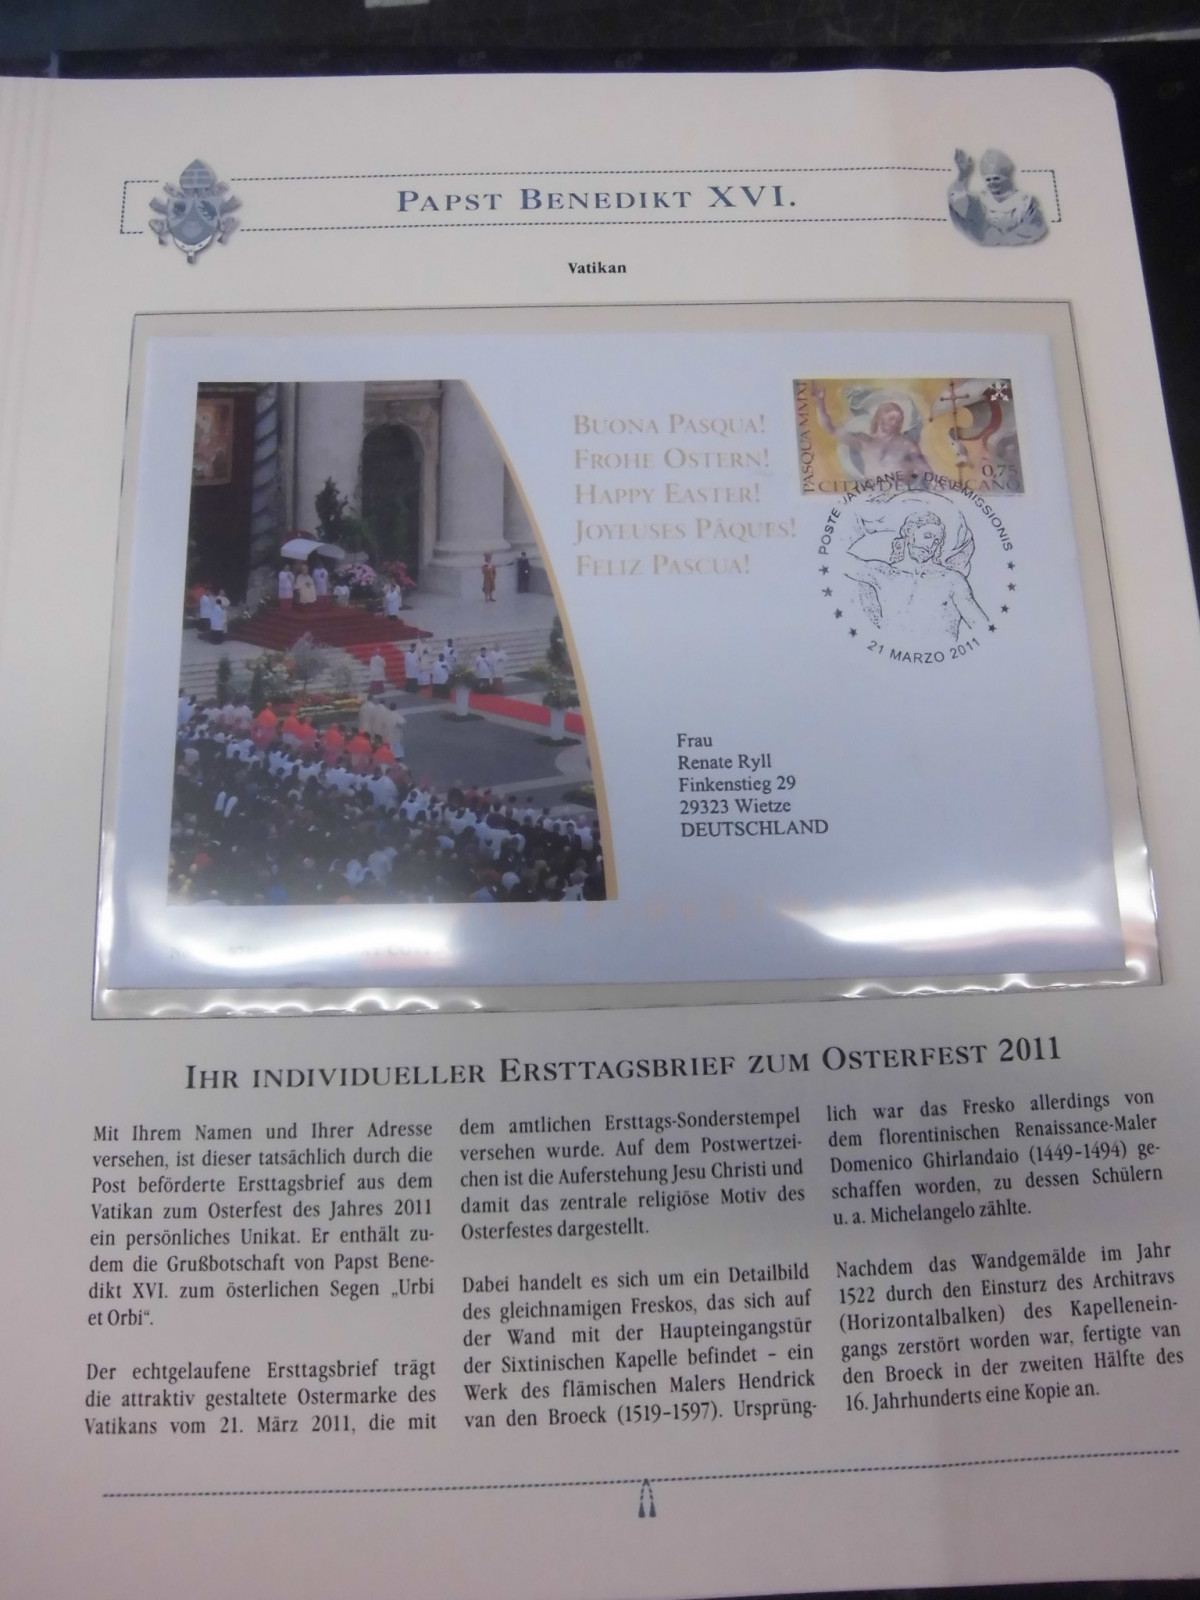 PAPST BENEDIKT XVI.
Vatikan
BUONA PASQUA!
FROHE OSTERN!
HAPPY EASTER!
JOYEUSES PÂQUES!
FELIZ PASCUA!
PASQUA MMXI
0,75
CITTÀ DEL VATICANO
POSTE VATICANE • DIE EMISSIONIS
21 MARZO 2011
Frau
Renate Ryll
Finkenstieg 29
29323 Wietze
DEUTSCHLAND
IHR INDIVIDUELLER ERSTTAGSBRIEF ZUM OSTERFEST 2011
Mit Ihrem Namen und Ihrer Adresse
versehen, ist dieser tatsächlich durch die
Post beförderte Ersttagsbrief aus dem
Vatikan zum Osterfest des Jahres 2011
ein persönliches Unikat. Er enthält zu-
dem die Grußbotschaft von Papst Bene-
dikt XVI. zum österlichen Segen „Urbi
et Orbi“.
Der echtgelaufene Ersttagsbrief trägt
die attraktiv gestaltete Ostermarke des
Vatikans vom 21. März 2011, die mit
dem amtlichen Ersttags-Sonderstempel
versehen wurde. Auf dem Postwertzei-
chen ist die Auferstehung Jesu Christi und
damit das zentrale religiöse Motiv des
Osterfestes dargestellt.
Dabei handelt es sich um ein Detailbild
des gleichnamigen Freskos, das sich auf
der Wand mit der Haupteingangstür
der Sixtinischen Kapelle befindet – ein
Werk des flämischen Malers Hendrick
van den Broeck (1519-1597). Ursprüng-
lich war das Fresko allerdings von
dem florentinischen Renaissance-Maler
Domenico Ghirlandaio (1449-1494) ge-
schaffen worden, zu dessen Schülern
u. a. Michelangelo zählte.
Nachdem das Wandgemälde im Jahr
1522 durch den Einsturz des Architravs
(Horizontalbalken) des Kapellenein-
gangs zerstört worden war, fertigte van
den Broeck in der zweiten Hälfte des
16. Jahrhunderts eine Kopie an.